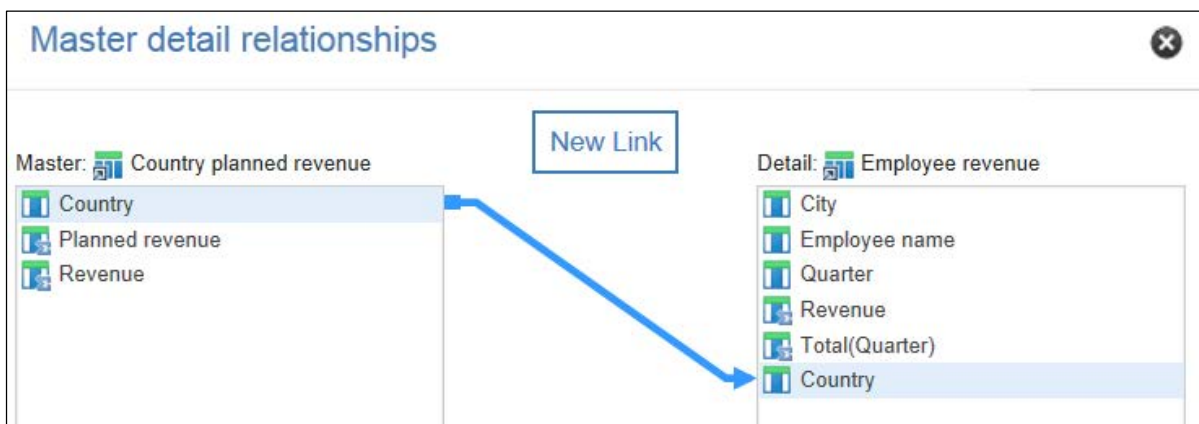 Master detail relationships
New Link
Master: Country planned revenue
Country
Planned revenue
Revenue
Detail: Employee revenue
City
Employee name
Quarter
Revenue
Total(Quarter)
Country